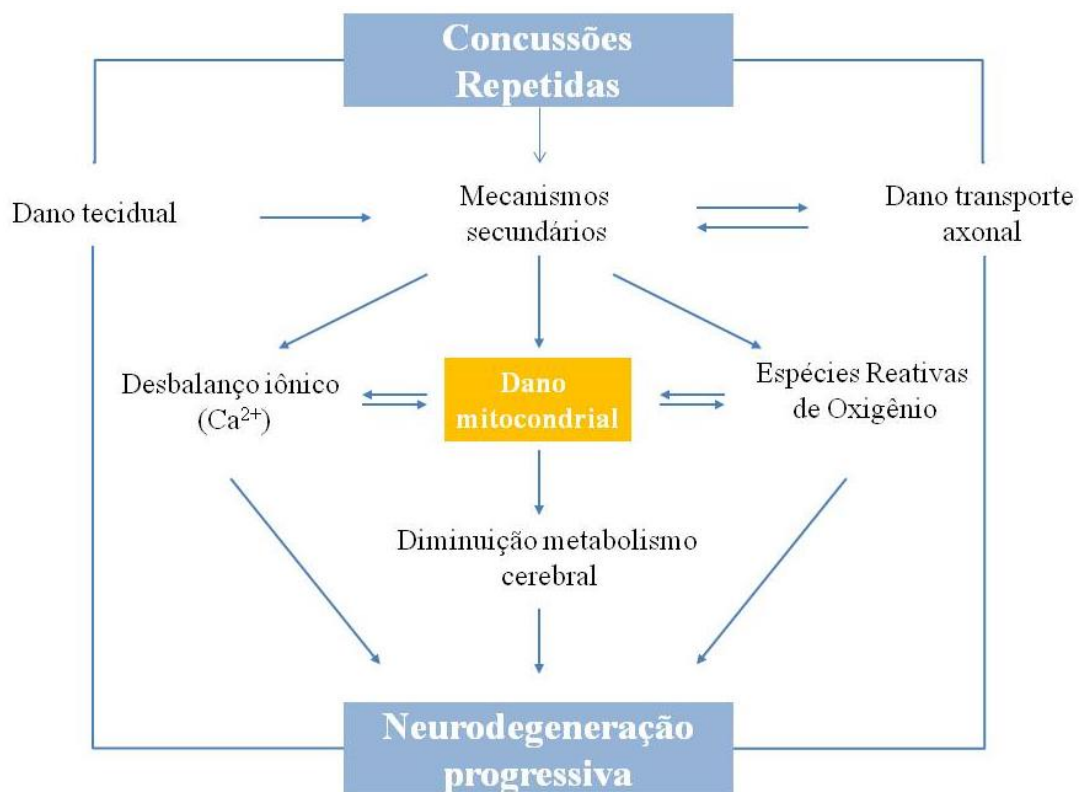 Concussões
Repetidas
Dano tecidual
Mecanismos
secundários
Dano transporte
axonal
Desbalanço iônico
(Ca²⁺)
Dano
mitocondrial
Espécies Reativas
de Oxigênio
Diminuição metabolismo
cerebral
Neurodegeneração
progressiva